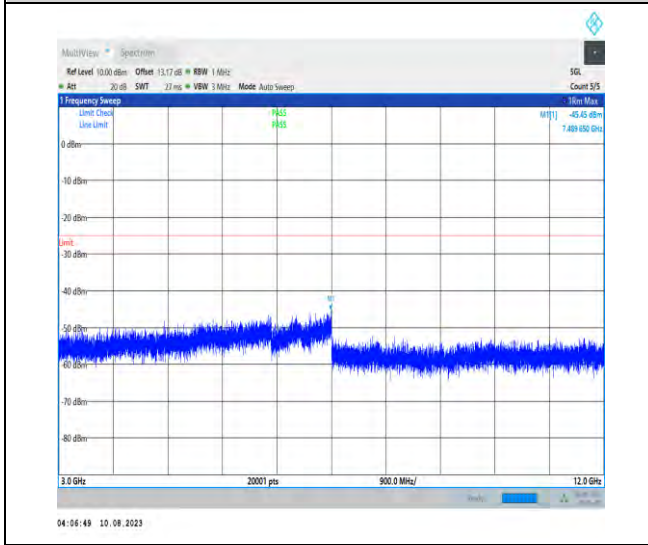 MultiView Spectrum
Ref Level 10.00 dBm Offset 13.17 dB RBW 1 MHz SGL
Att 20 dB SWT 27 ms VBW 3 MHz Mode Auto Sweep Count 5/5
1 Frequency Sweep 1Rm Max
Limit Check PASS M1[1] -45.45 dBm
Line Limit PASS 7.489 650 GHz
0 dBm
-10 dBm
-20 dBm
Limit
-30 dBm
-40 dBm
M1
-50 dBm
-60 dBm
-70 dBm
-80 dBm
3.0 GHz 20001 pts 900.0 MHz/ 12.0 GHz
04:06:49 10.08.2023